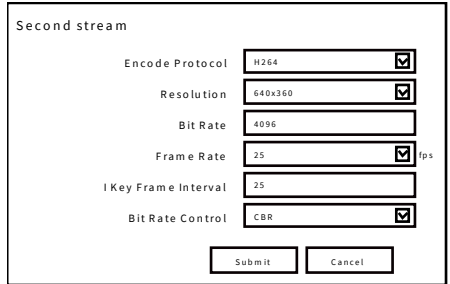 Second stream
Encode Protocol H264
Resolution 640x360
Bit Rate 4096
Frame Rate 25 fps
I Key Frame Interval 25
Bit Rate Control CBR
Submit Cancel